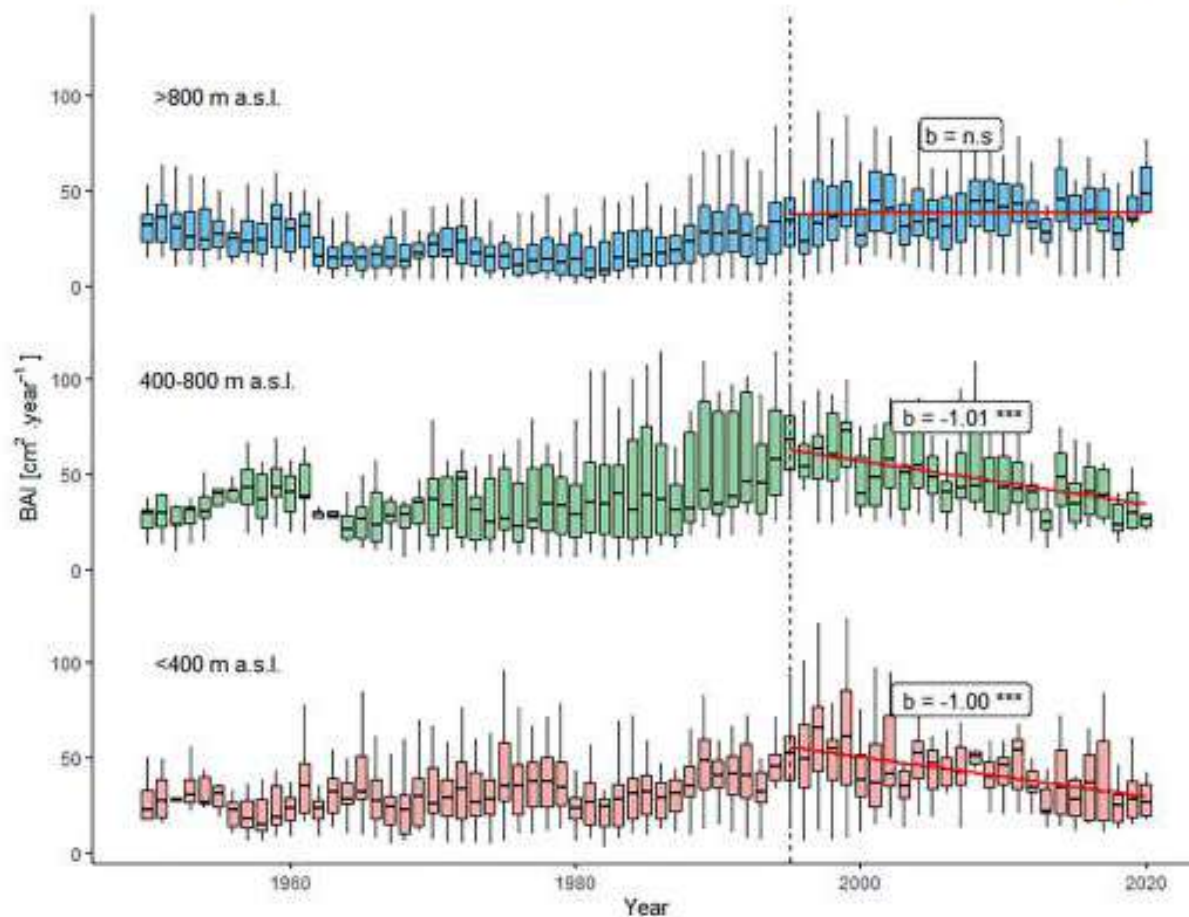 >800 m a.s.l.
b = n.s
100
50
0
400-800 m a.s.l.
b = -1.01 ***
100
50
0
<400 m a.s.l.
b = -1.00 ***
100
50
0
BAI [cm² year⁻¹ ]
1960
1980
2000
2020
Year